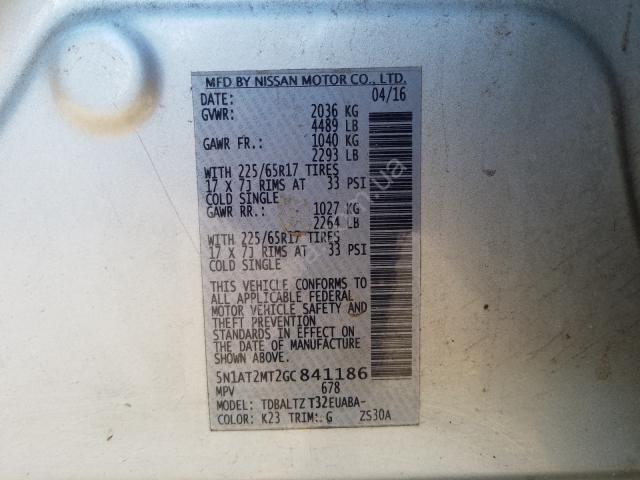 MFD BY NISSAN MOTOR CO., LTD.
DATE: 04/16
GVWR: 2036 KG
4489 LB
GAWR FR.: 1040 KG
2293 LB
WITH 225/65R17 TIRES
17 X 7J RIMS AT 33 PSI
COLD SINGLE
GAWR RR.: 1027 KG
2264 LB
WITH 225/65R17 TIRES
17 X 7J RIMS AT 33 PSI
COLD SINGLE
THIS VEHICLE CONFORMS TO
ALL APPLICABLE FEDERAL
MOTOR VEHICLE SAFETY AND
THEFT PREVENTION
STANDARDS IN EFFECT ON
THE DATE OF MANUFACTURE
SHOWN ABOVE.
5N1AT2MT2GC841186
MPV 678
MODEL: TDBALTZ T32EUABA-
COLOR: K23 TRIM: G ZS30A